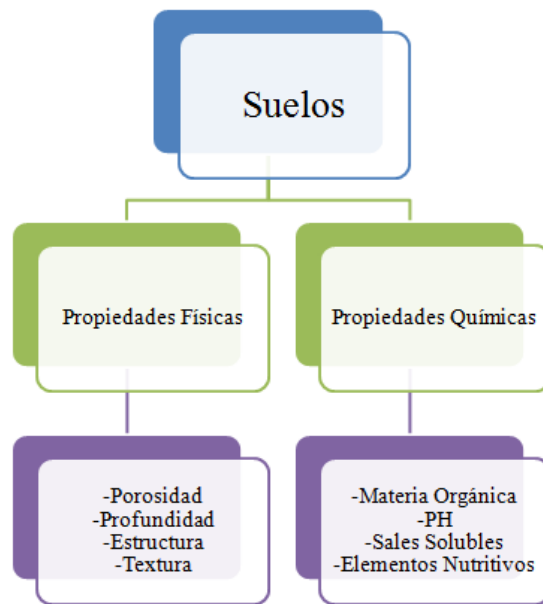 Suelos
Propiedades Físicas
Propiedades Químicas
-Porosidad
-Profundidad
-Estructura
-Textura
-Materia Orgánica
-PH
-Sales Solubles
-Elementos Nutritivos